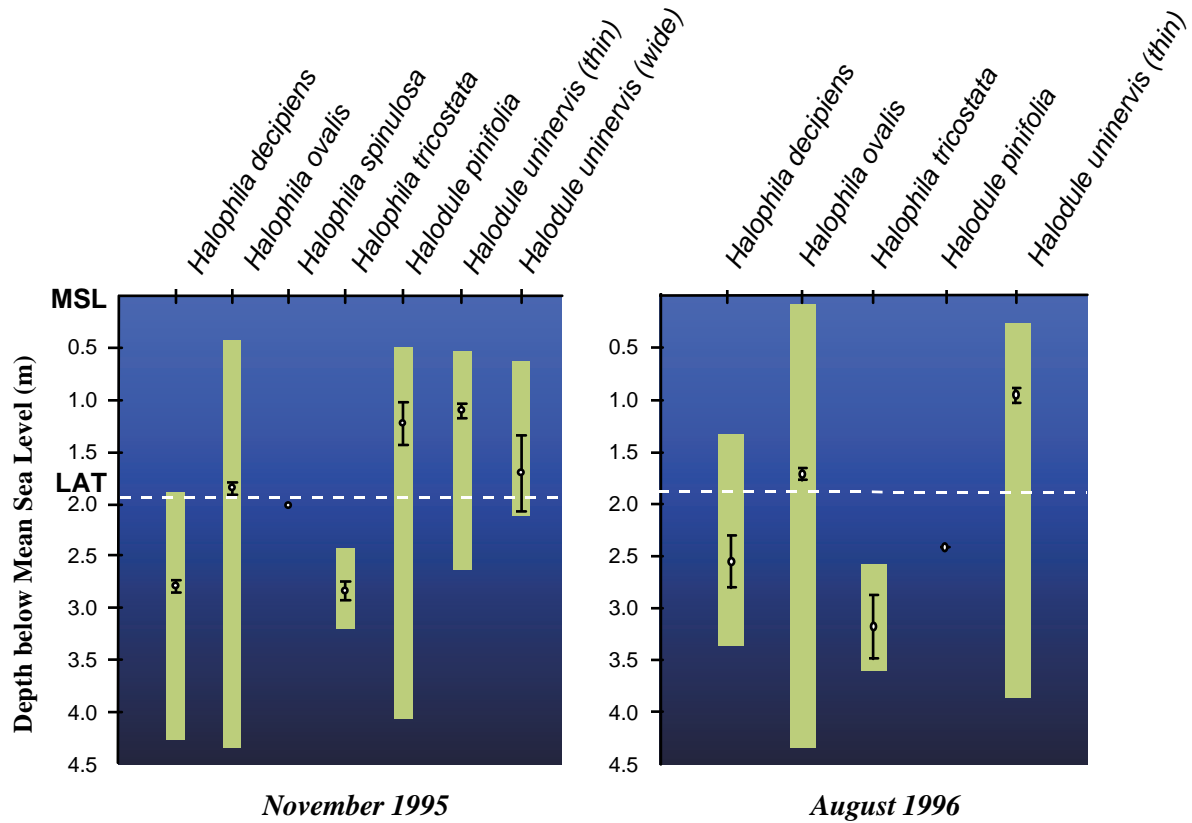 Halophila decipiens
Halophila ovalis
Halophila spinulosa
Halophila tricostata
Halodule pinifolia
Halodule uninervis (thin)
Halodule uninervis (wide)
Halophila decipiens
Halophila ovalis
Halophila tricostata
Halodule pinifolia
Halodule uninervis (thin)
Depth below Mean Sea Level (m)
MSL
0.5
1.0
1.5
LAT
2.0
2.5
3.0
3.5
4.0
4.5
0.5
1.0
1.5
2.0
2.5
3.0
3.5
4.0
4.5
November 1995
August 1996